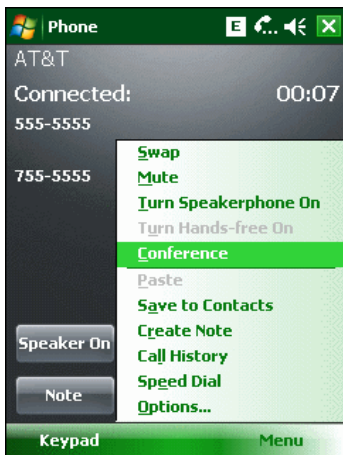 Phone
E
AT&T
Connected: 00:07
555-5555
755-5555
Swap
Mute
Turn Speakerphone On
Turn Hands-free On
Conference
Paste
Save to Contacts
Create Note
Call History
Speed Dial
Options...
Speaker On
Note
Keypad Menu